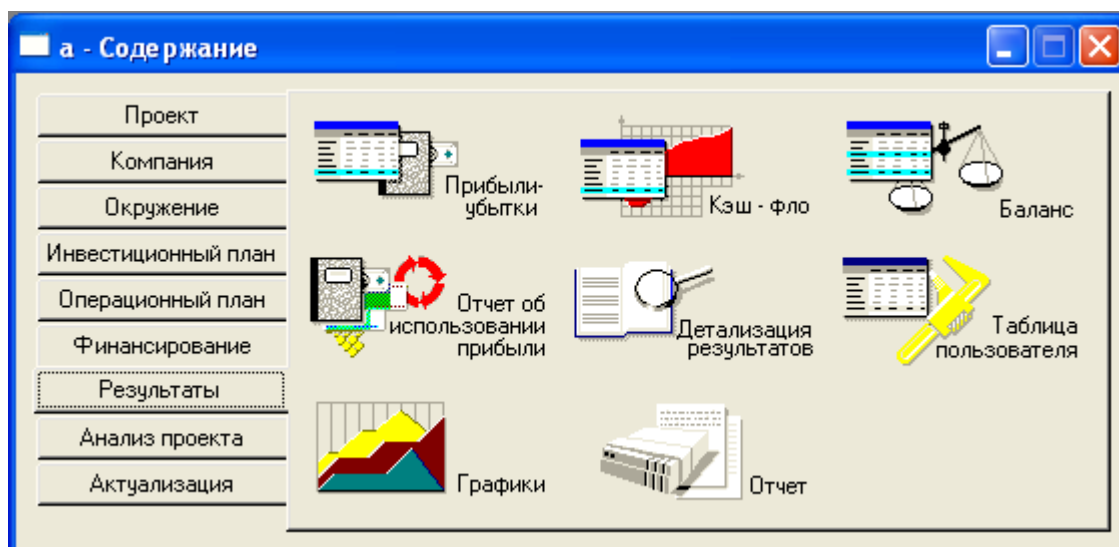 а - Содержание
Проект
Компания
Окружение
Инвестиционный план
Операционный план
Финансирование
Результаты
Анализ проекта
Актуализация
Прибыли-
убытки
Кэш - фло
Баланс
Отчет об
использовании
прибыли
Детализация
результатов
Таблица
пользователя
Графики
Отчет